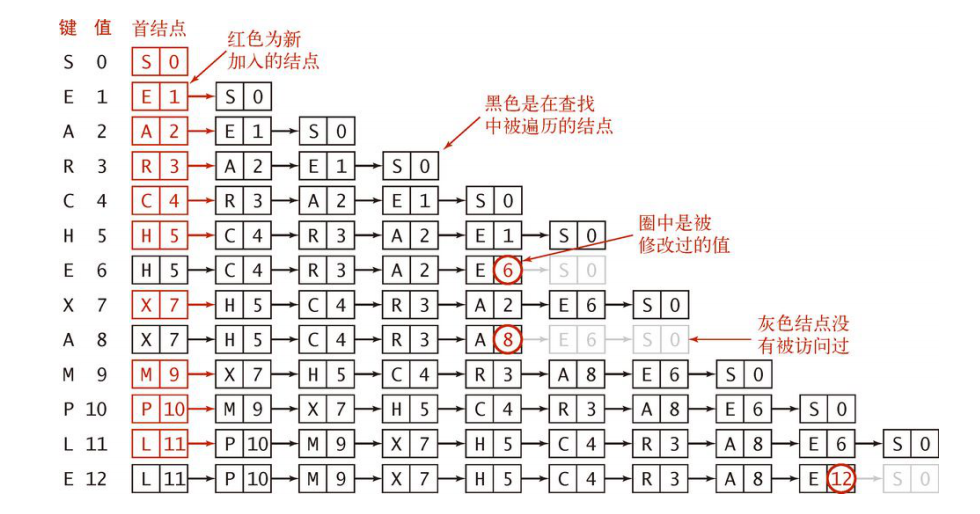 键 值 首结点
红色为新
加入的结点
S 0 S 0
E 1 E 1 S 0
黑色是在查找
中被遍历的结点
A 2 A 2 E 1 S 0
R 3 R 3 A 2 E 1 S 0
C 4 C 4 R 3 A 2 E 1 S 0
圈中是被
修改过的值
H 5 H 5 C 4 R 3 A 2 E 1 S 0
E 6 H 5 C 4 R 3 A 2 E 6 S 0
X 7 X 7 H 5 C 4 R 3 A 2 E 6 S 0
灰色结点没
有被访问过
A 8 X 7 H 5 C 4 R 3 A 8 E 6 S 0
M 9 M 9 X 7 H 5 C 4 R 3 A 8 E 6 S 0
P 10 P 10 M 9 X 7 H 5 C 4 R 3 A 8 E 6 S 0
L 11 L 11 P 10 M 9 X 7 H 5 C 4 R 3 A 8 E 6 S 0
E 12 L 11 P 10 M 9 X 7 H 5 C 4 R 3 A 8 E 12 S 0